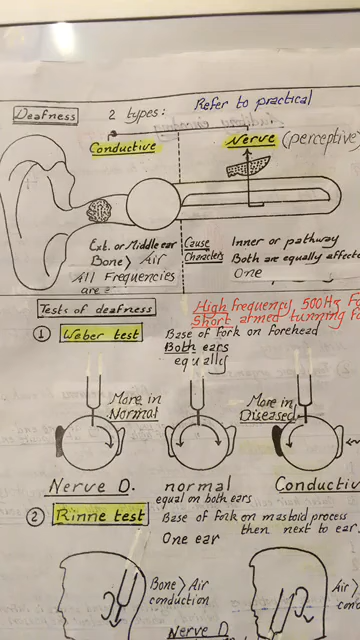 Deafness 2 types: Refer to practical
Conductive Nerve (perceptive
Ext. or Middle ear Cause Inner or pathway
Bone > Air Characters Both are equally affecte
All Frequencies One
are
Tests of deafness High frequency 500Hz F
① Weber test Short armed tunning Fo
Base of fork on forehead
Both ears
equally
More in
Normal
More in
Diseased
Nerve D. normal Conductiv
equal on both ears
② Rinne test Base of fork on mastoid process
then next to ear
One ear
Bone > Air
conduction
Air >
cond
Nerve D